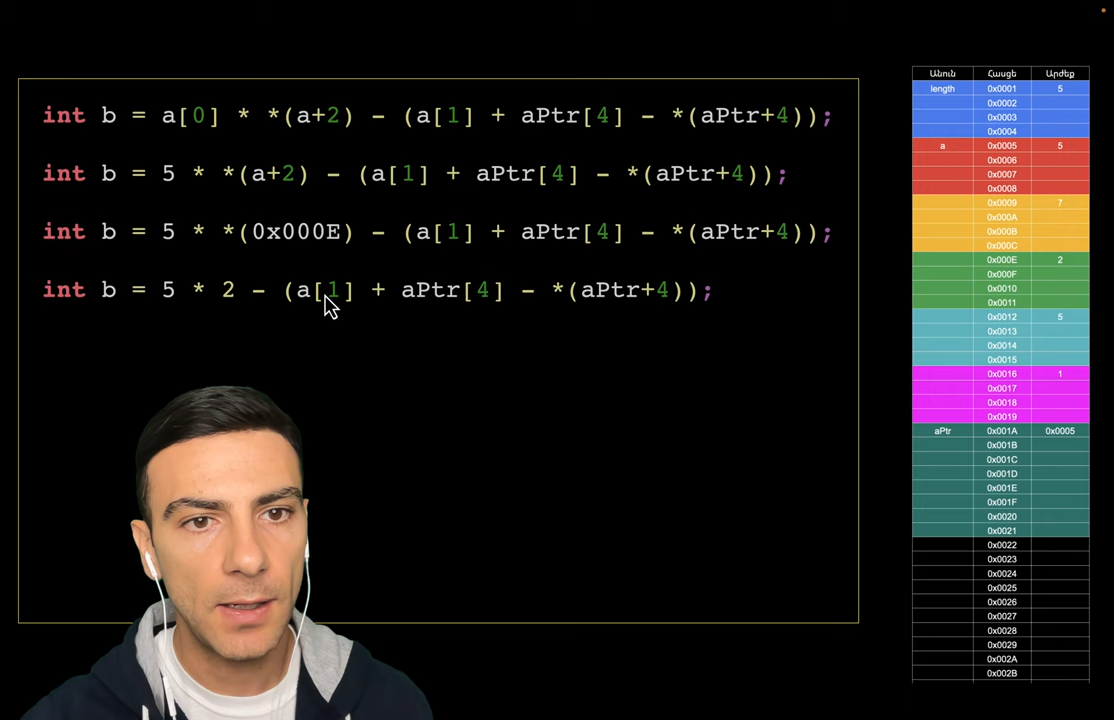 int b = a[0] * *(a+2) - (a[1] + aPtr[4] - *(aPtr+4));
int b = 5 * *(a+2) - (a[1] + aPtr[4] - *(aPtr+4));
int b = 5 * *(0x000E) - (a[1] + aPtr[4] - *(aPtr+4));
int b = 5 * 2 - (a[1] + aPtr[4] - *(aPtr+4));
Անուն Հասցե Արժեք
length 0x0001 5
0x0002
0x0003
0x0004
a 0x0005 5
0x0006
0x0007
0x0008
0x0009 7
0x000A
0x000B
0x000C
0x000E 2
0x000F
0x0010
0x0011
0x0012 5
0x0013
0x0014
0x0015
0x0016 1
0x0017
0x0018
0x0019
aPtr 0x001A 0x0005
0x001B
0x001C
0x001D
0x001E
0x001F
0x0020
0x0021
0x0022
0x0023
0x0024
0x0025
0x0026
0x0027
0x0028
0x0029
0x002A
0x002B